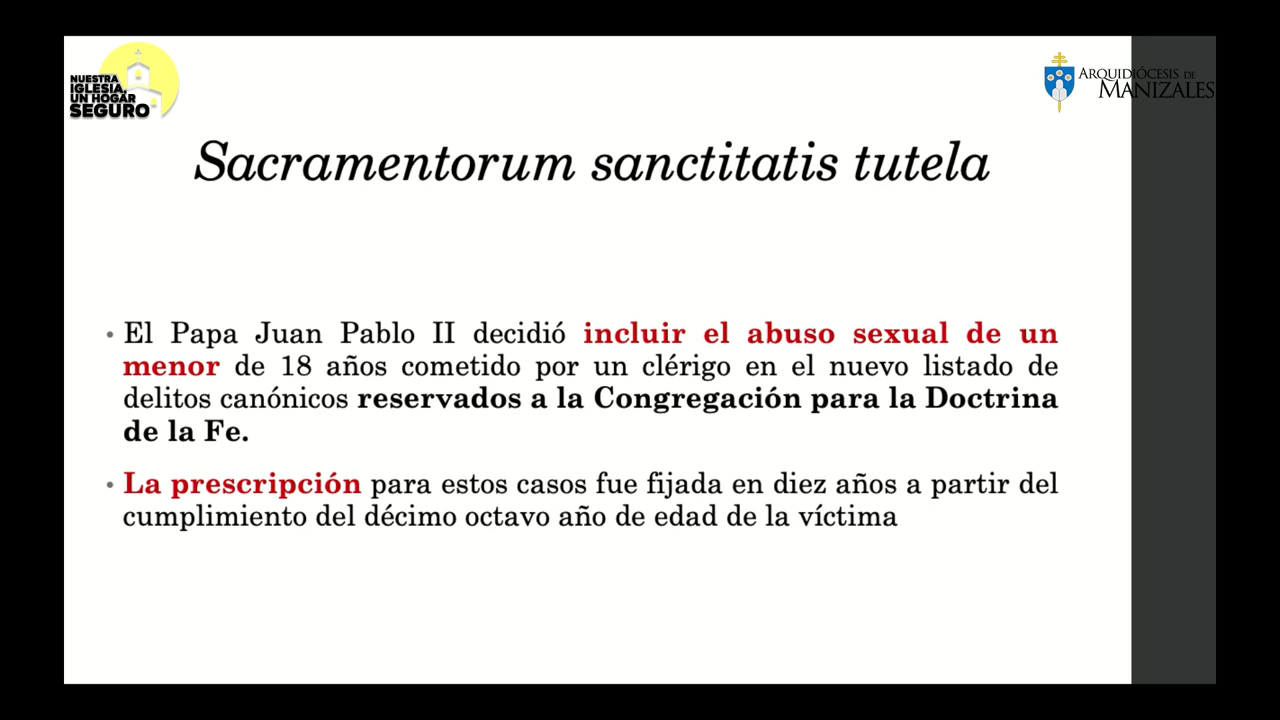 NUESTRA
IGLESIA,
UN HOGAR
SEGURO
ARQUIDIÓCESIS DE
MANIZALES
Sacramentorum sanctitatis tutela
• El Papa Juan Pablo II decidió incluir el abuso sexual de un
menor de 18 años cometido por un clérigo en el nuevo listado de
delitos canónicos reservados a la Congregación para la Doctrina
de la Fe.
• La prescripción para estos casos fue fijada en diez años a partir del
cumplimiento del décimo octavo año de edad de la víctima